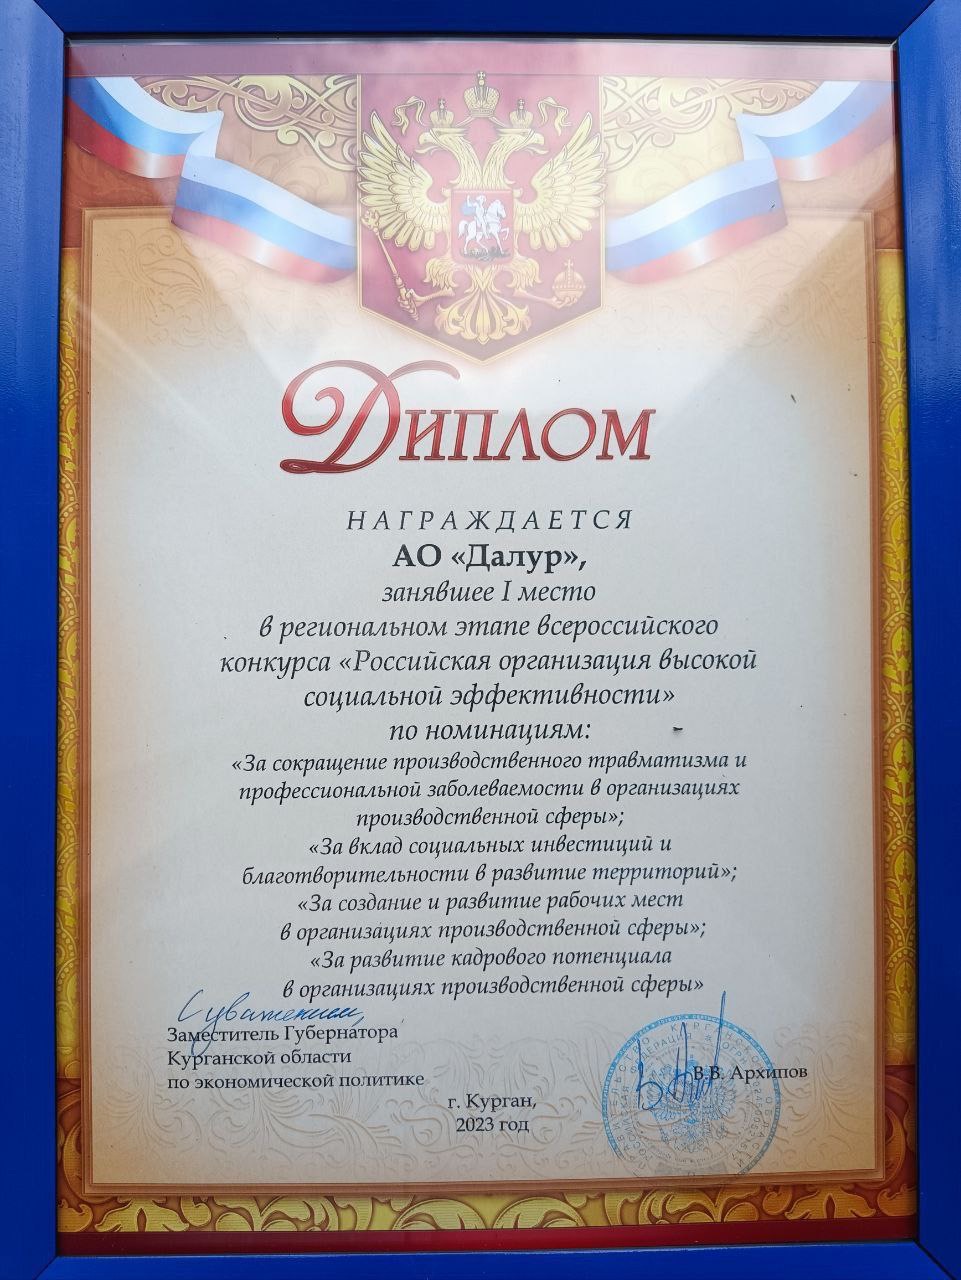 Диплом
НАГРАЖДАЕТСЯ
АО «Далур»,
занявшее I место
в региональном этапе всероссийского
конкурса «Российская организация высокой
социальной эффективности»
по номинациям:
«За сокращение производственного травматизма и
профессиональной заболеваемости в организациях
производственной сферы»;
«За вклад социальных инвестиций и
благотворительности в развитие территорий»;
«За создание и развитие рабочих мест
в организациях производственной сферы»;
«За развитие кадрового потенциала
в организациях производственной сферы»
С уважением,
Заместитель Губернатора
Курганской области
по экономической политике
В.В. Архипов
г. Курган,
2023 год